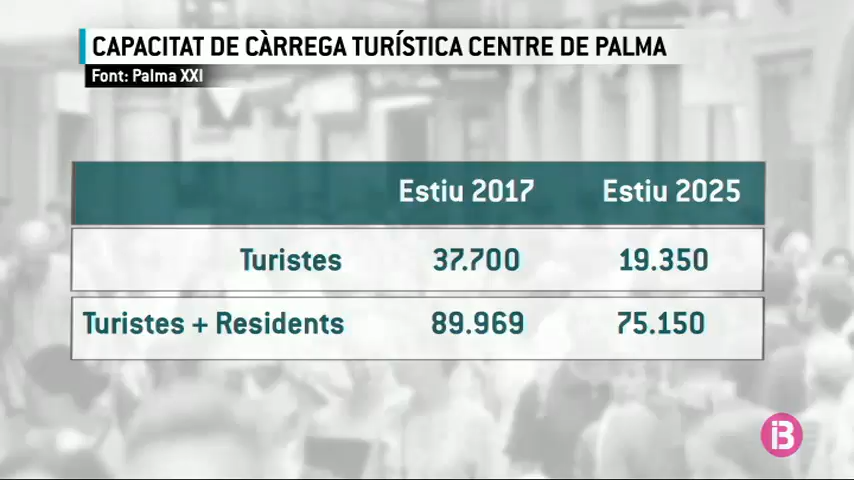 CAPACITAT DE CÀRREGA TURÍSTICA CENTRE DE PALMA
Font: Palma XXI
Estiu 2017 Estiu 2025
Turistes 37.700 19.350
Turistes + Residents 89.969 75.150
IB